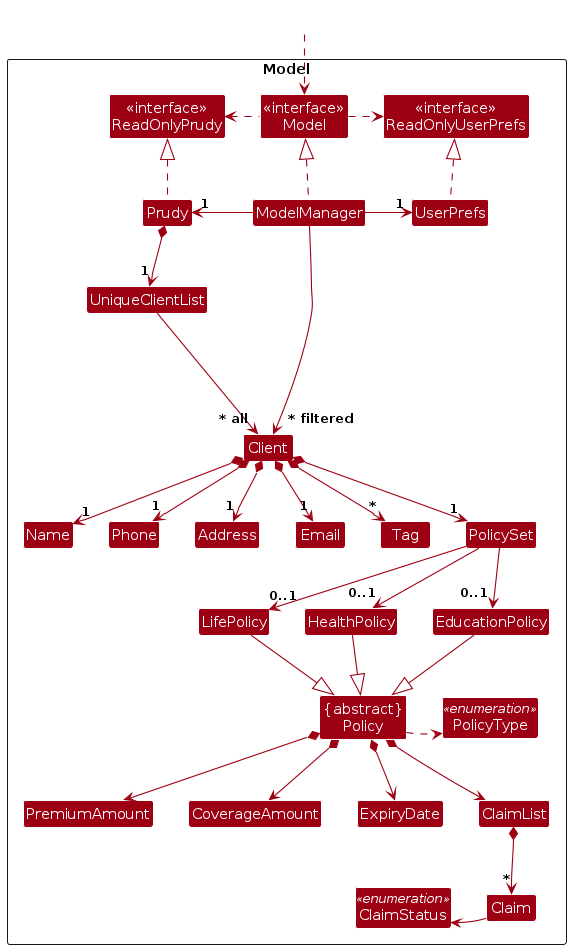 Model
«interface»
ReadOnlyPrudy
«interface»
Model
«interface»
ReadOnlyUserPrefs
Prudy
1
ModelManager
1
UserPrefs
1
UniqueClientList
* all
* filtered
Client
1
1
1
1
*
1
Name
Phone
Address
Email
Tag
PolicySet
0..1
0..1
0..1
LifePolicy
HealthPolicy
EducationPolicy
{abstract}
Policy
«enumeration»
PolicyType
PremiumAmount
CoverageAmount
ExpiryDate
ClaimList
*
«enumeration»
ClaimStatus
Claim